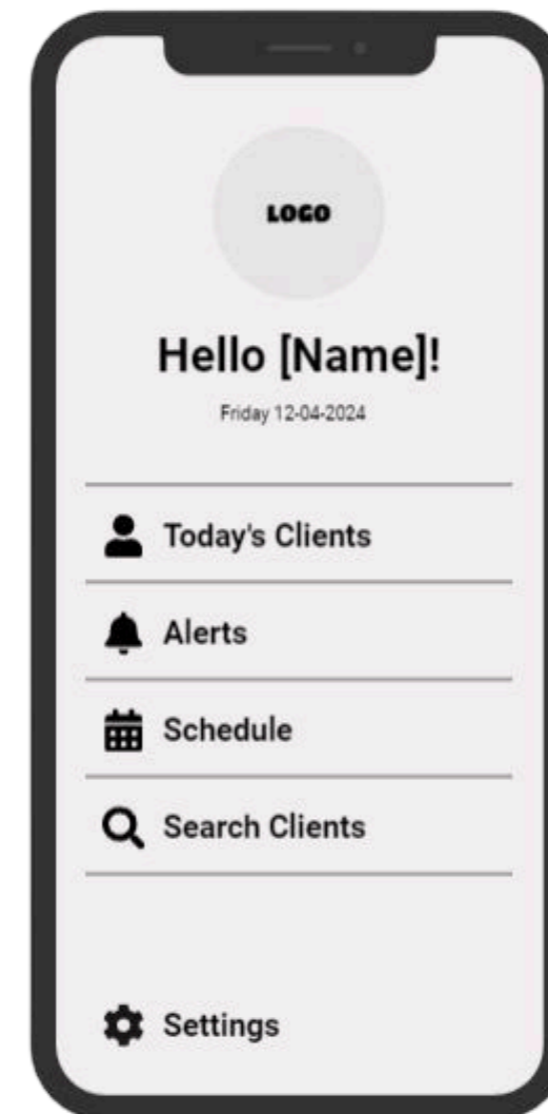 LOGO
Hello [Name]!
Friday 12-04-2024
Today's Clients
Alerts
Schedule
Search Clients
Settings